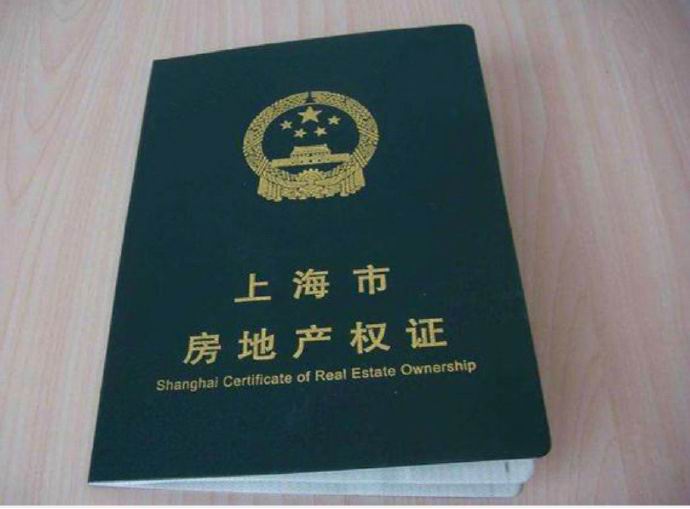 上海市
房地产权证
Shanghai Certificate of Real Estate Ownership